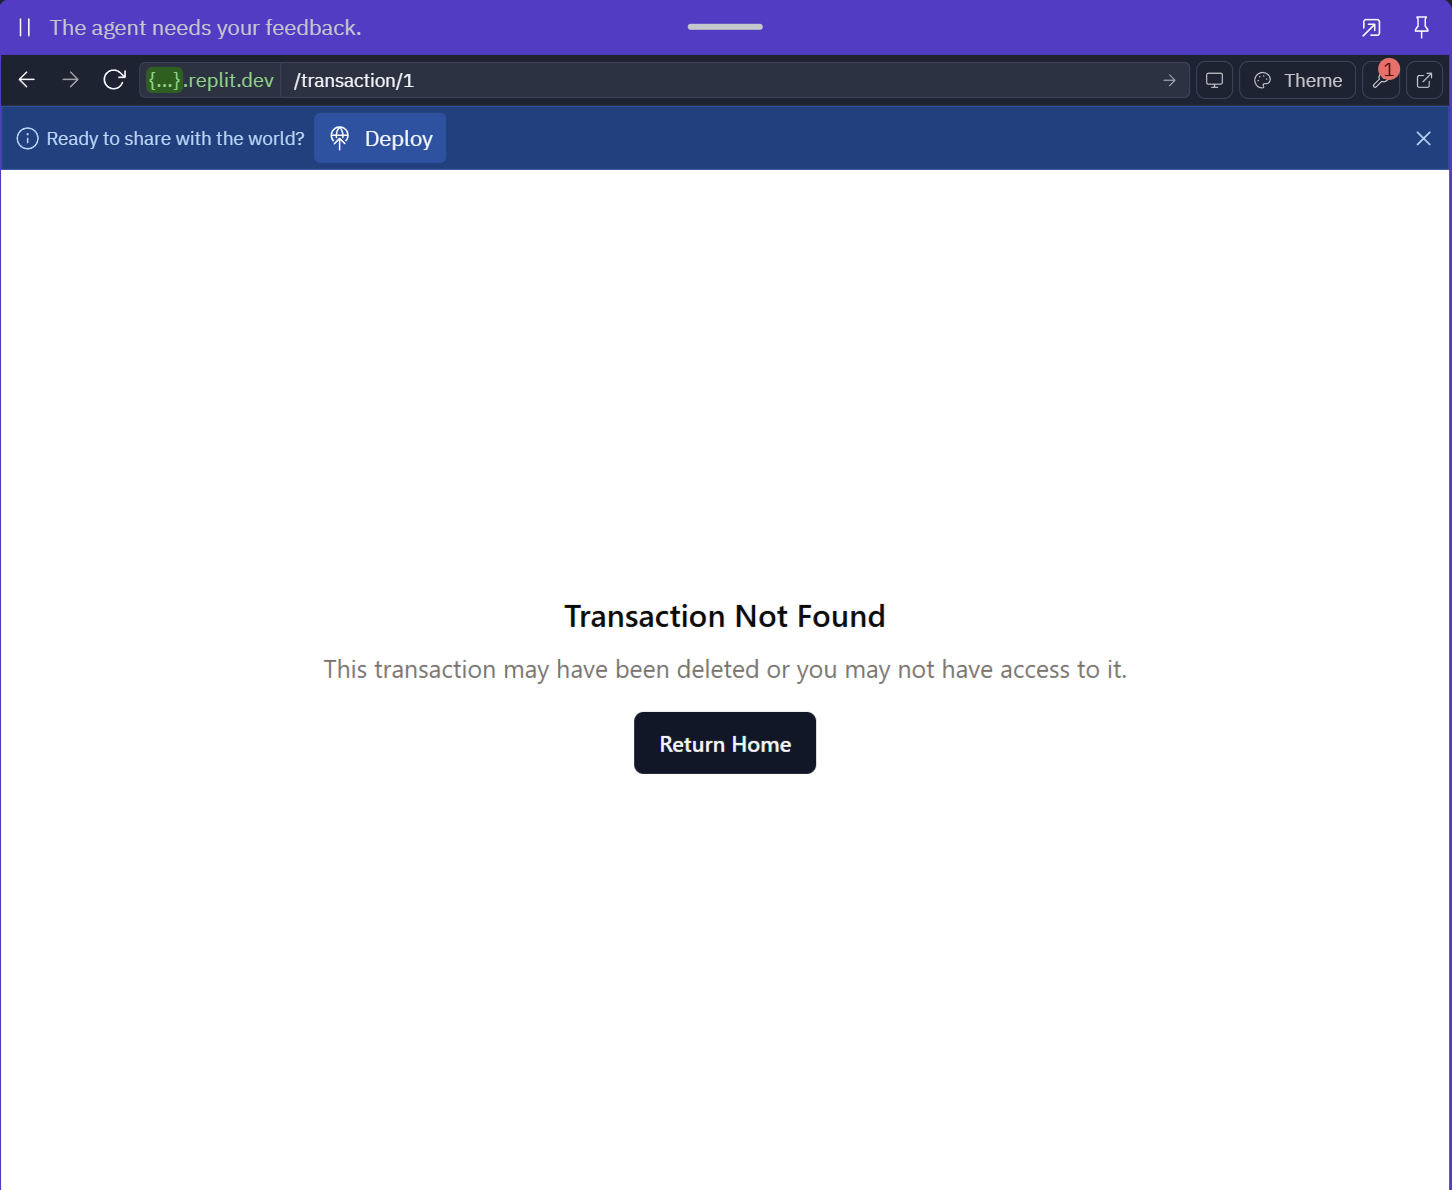 The agent needs your feedback.
{...}.replit.dev /transaction/1 Theme 1
Ready to share with the world? Deploy
Transaction Not Found
This transaction may have been deleted or you may not have access to it.
Return Home